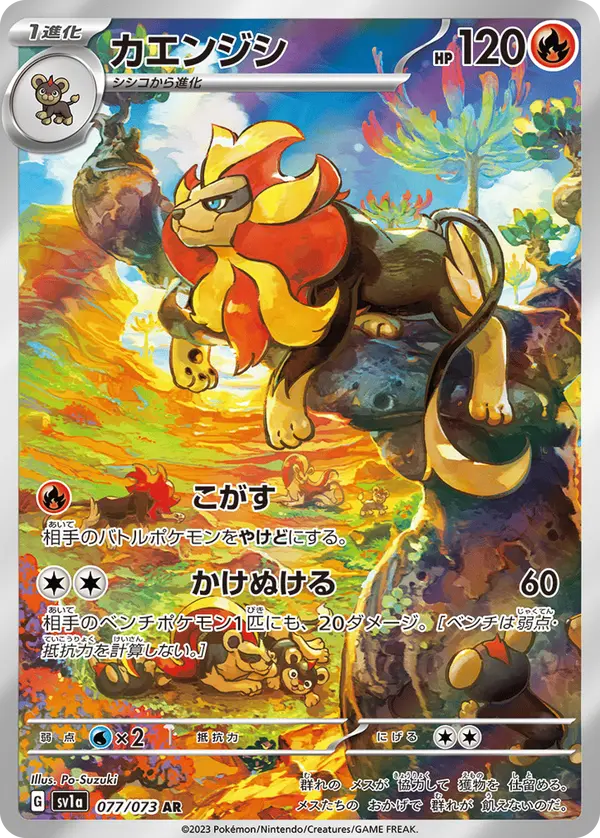 1進化 カエンジシ HP 120
シシコから進化
こがす
相手のバトルポケモンをやけどにする。
かけぬける 60
相手のベンチポケモン1匹にも、20ダメージ。[ベンチは弱点・
抵抗力を計算しない。]
弱点 ×2 抵抗力 にげる
Illus. Po-Suzuki
群れの メスが 協力して 獲物を 仕留める。
メスたちの おかげで 群れが 飢えないのだ。
G sv1a 077/073 AR
©2023 Pokémon/Nintendo/Creatures/GAME FREAK.